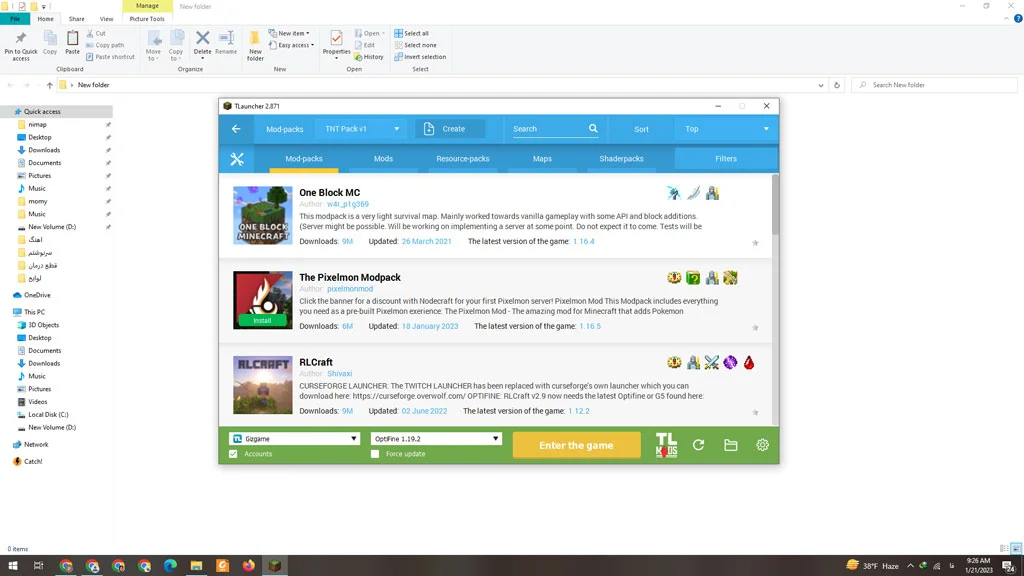 Manage
New folder
File
Home
Share
View
Picture Tools
Pin to Quick access
Copy
Paste
Cut
Copy path
Paste shortcut
Clipboard
Move to
Copy to
Delete
Rename
Organize
New folder
New item
Easy access
New
Properties
Open
Edit
History
Open
Select all
Select none
Invert selection
Select
New folder
Search New folder
Quick access
nimap
Desktop
Downloads
Documents
Pictures
Music
momy
Music
New Volume (D:)
اهنگ
سرنوشتم
قطع درمان
لوایح
OneDrive
This PC
3D Objects
Desktop
Documents
Downloads
Music
Pictures
Videos
Local Disk (C:)
New Volume (D:)
Network
Catch!
0 items
TLauncher 2.871
Mod-packs
TNT Pack v1
Create
Search
Sort
Top
Mod-packs
Mods
Resource-packs
Maps
Shaderpacks
Filters
ONE BLOCK
MINECRAFT
One Block MC
Author: w4i_p1g369
This modpack is a very light survival map. Mainly worked towards vanilla gameplay with some API and block additions.
(Server might be possible. Will be working on implementing a server at some point. Do not expect it to come. Tests will be
Downloads: 9M Updated: 26 March 2021 The latest version of the game: 1.16.4
Install
The Pixelmon Modpack
Author: pixelmonmod
Click the banner for a discount with Nodecraft for your first Pixelmon server! Pixelmon Mod This Modpack includes everything
you need as a pre-built Pixelmon exerience. The Pixelmon Mod - The amazing mod for Minecraft that adds Pokemon
Downloads: 6M Updated: 18 January 2023 The latest version of the game: 1.16.5
RLCRAFT
RLCraft
Author: Shivaxi
CURSEFORGE LAUNCHER: The TWITCH LAUNCHER has been replaced with curseforge's own launcher which you can
download here: https://curseforge.overwolf.com/ OPTIFINE: RLCraft v2.9 now needs the latest Optifine or G5 found here:
Downloads: 9M Updated: 02 June 2022 The latest version of the game: 1.12.2
TL
Gizgame
Accounts
OptiFine 1.19.2
Force update
Enter the game
TL
38°F Haze
9:26 AM
1/21/2023
24